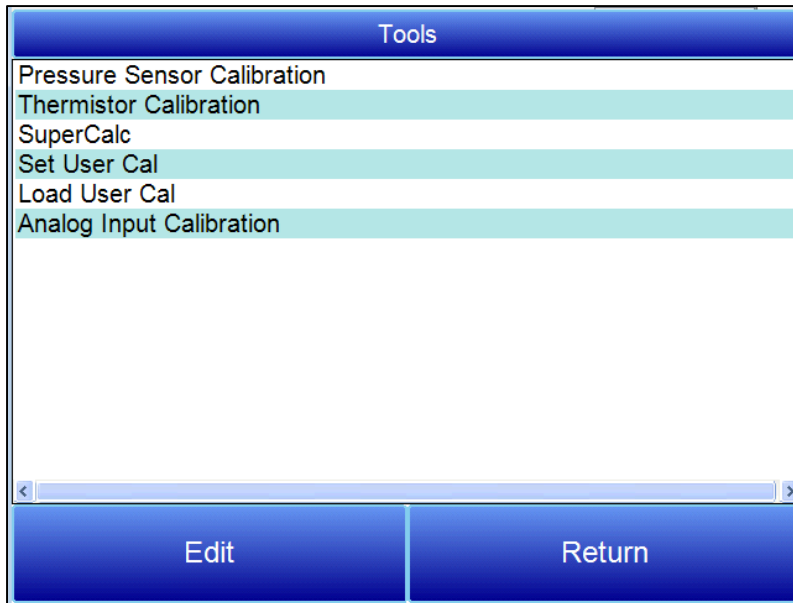 Tools
Pressure Sensor Calibration
Thermistor Calibration
SuperCalc
Set User Cal
Load User Cal
Analog Input Calibration
Edit
Return